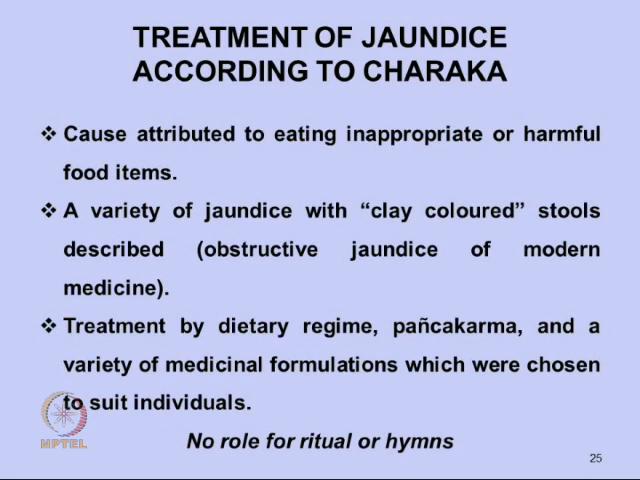 TREATMENT OF JAUNDICE
ACCORDING TO CHARAKA
❖ Cause attributed to eating inappropriate or harmful
food items.
❖ A variety of jaundice with “clay coloured” stools
described (obstructive jaundice of modern
medicine).
❖ Treatment by dietary regime, pañcakarma, and a
variety of medicinal formulations which were chosen
to suit individuals.
No role for ritual or hymns
NPTEL
25